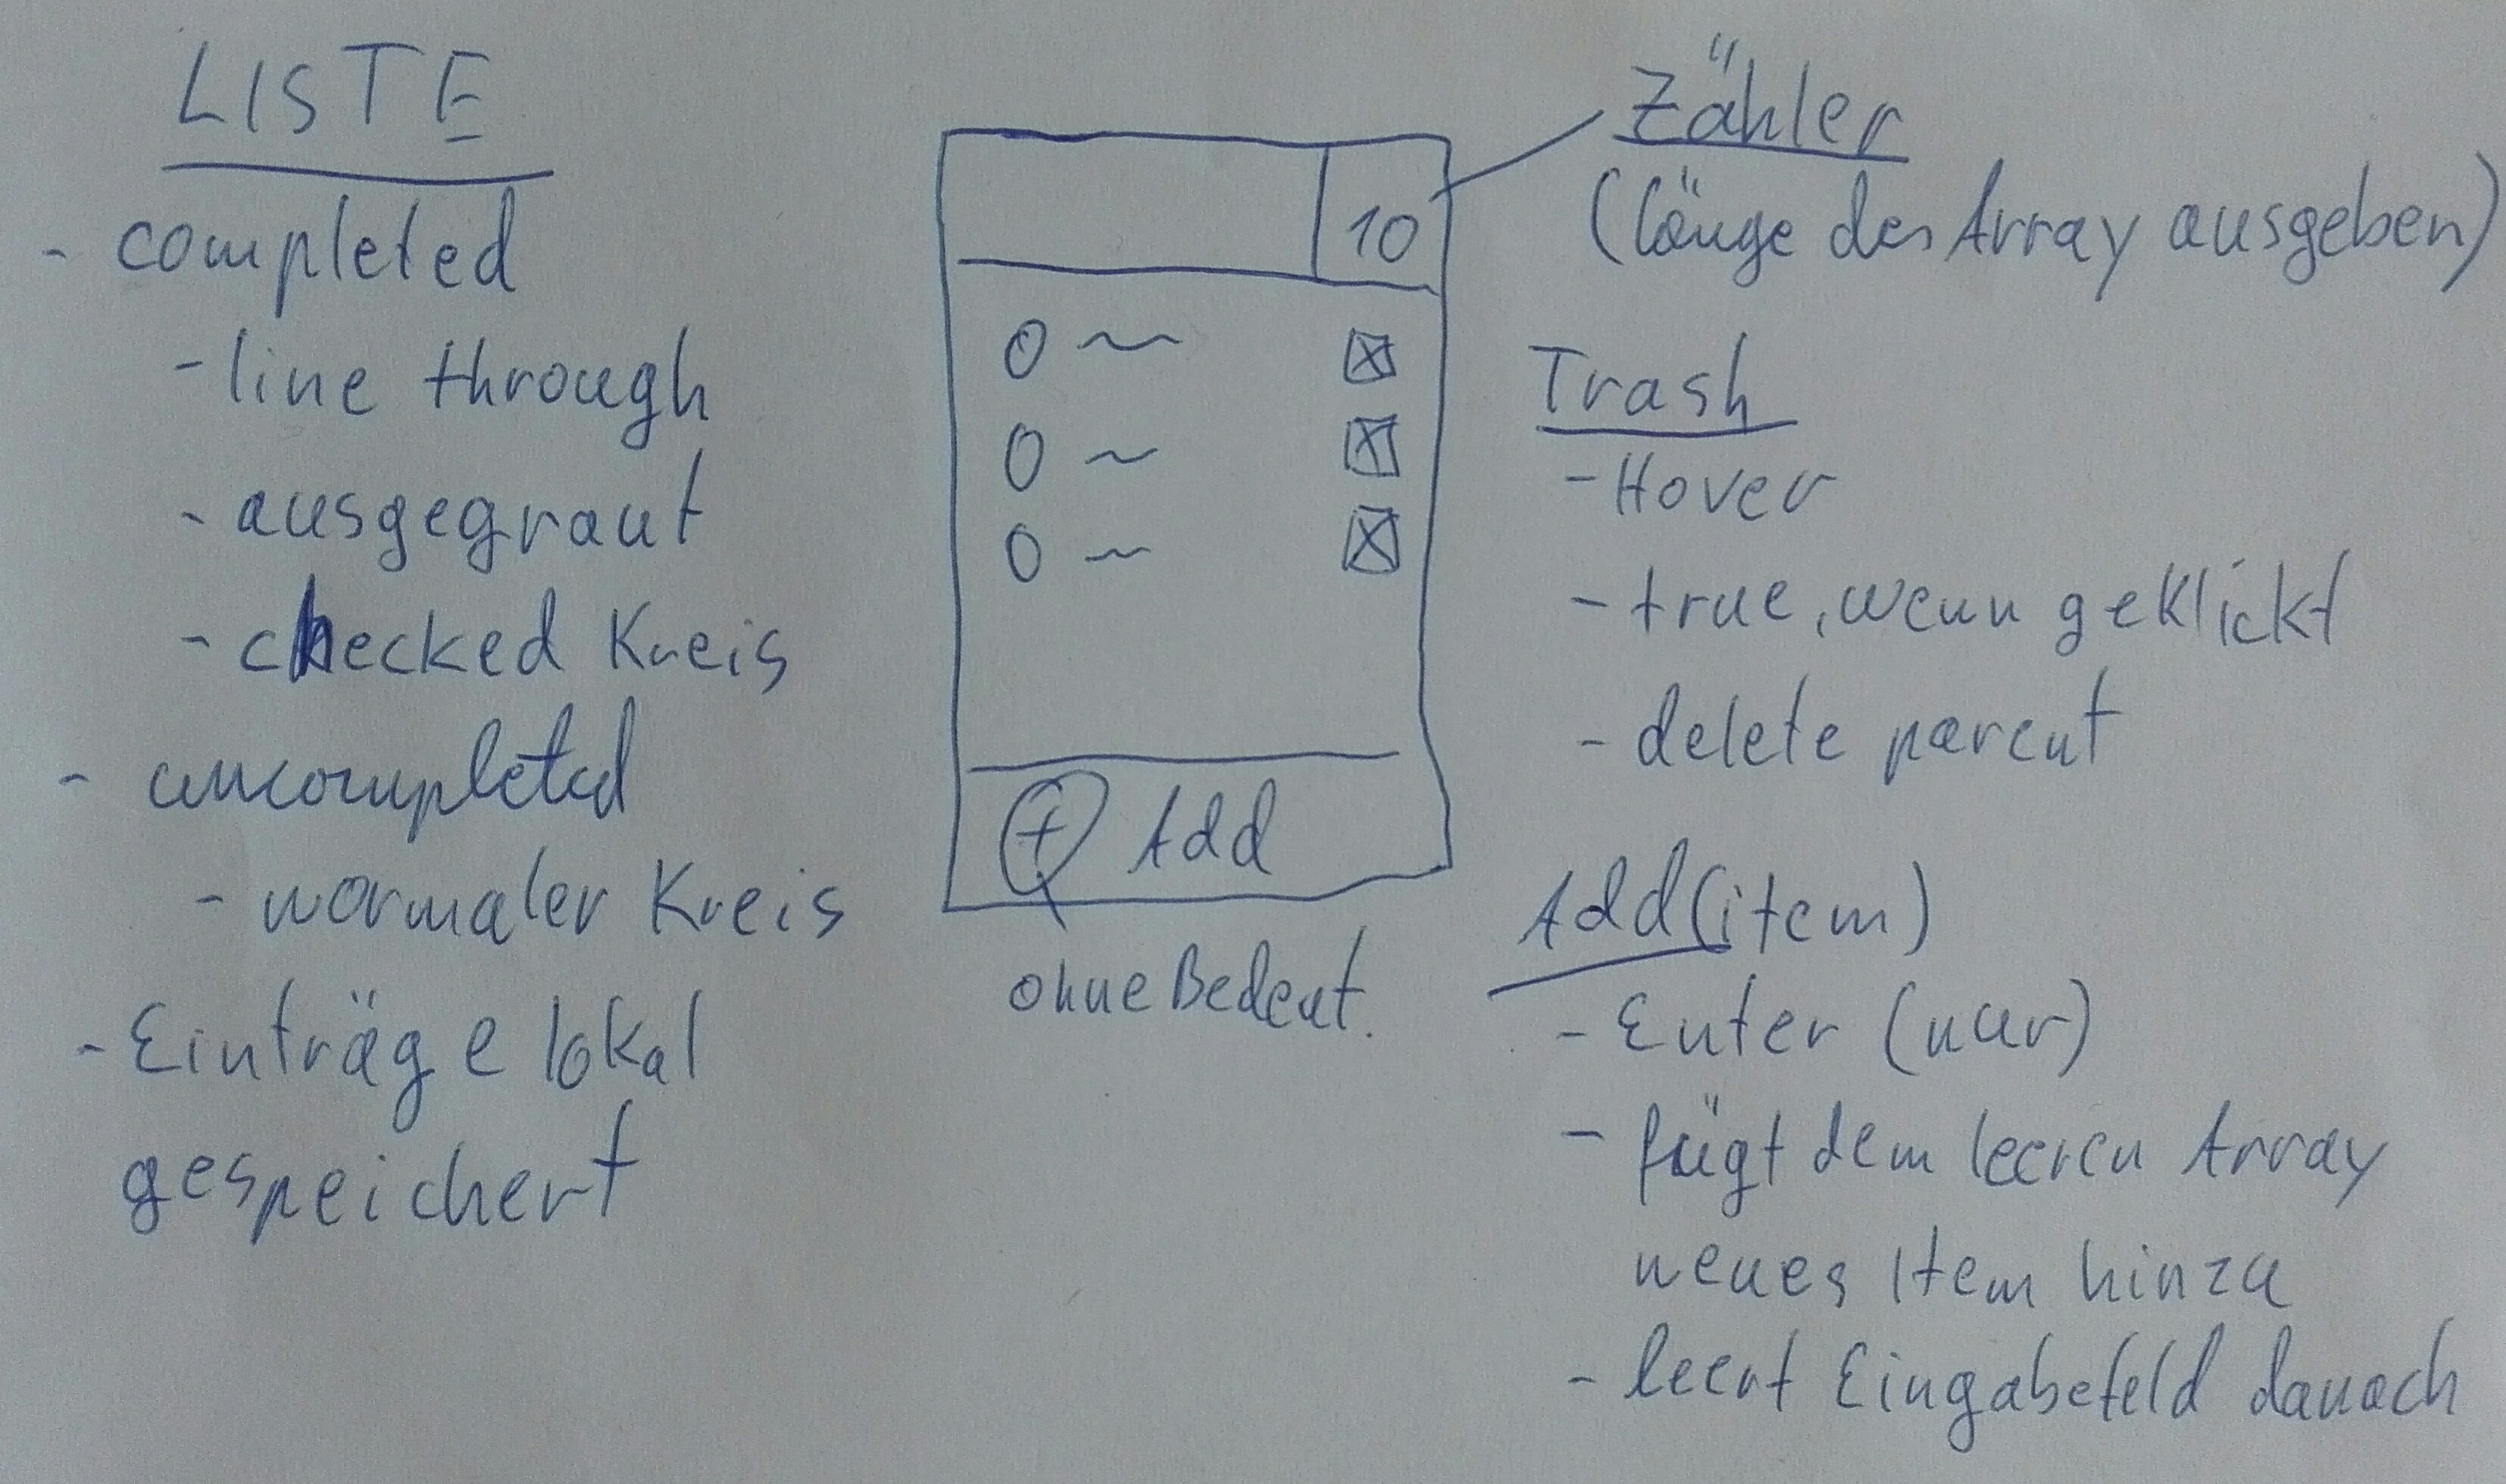 LISTE
- completed
- line through
- ausgegraut
- checked Kreis
- uncompleted
- normaler Kreis
- Einträge lokal
gespeichert
10
+ Add
ohne Bedeut.
Zähler
(länge des Array ausgeben)
Trash
- Hover
- true, wenn geklickt
- delete parent
Add(item)
- Enter (nur)
- fügt dem leeren Array
neues Item hinzu
- leert Eingabefeld danach